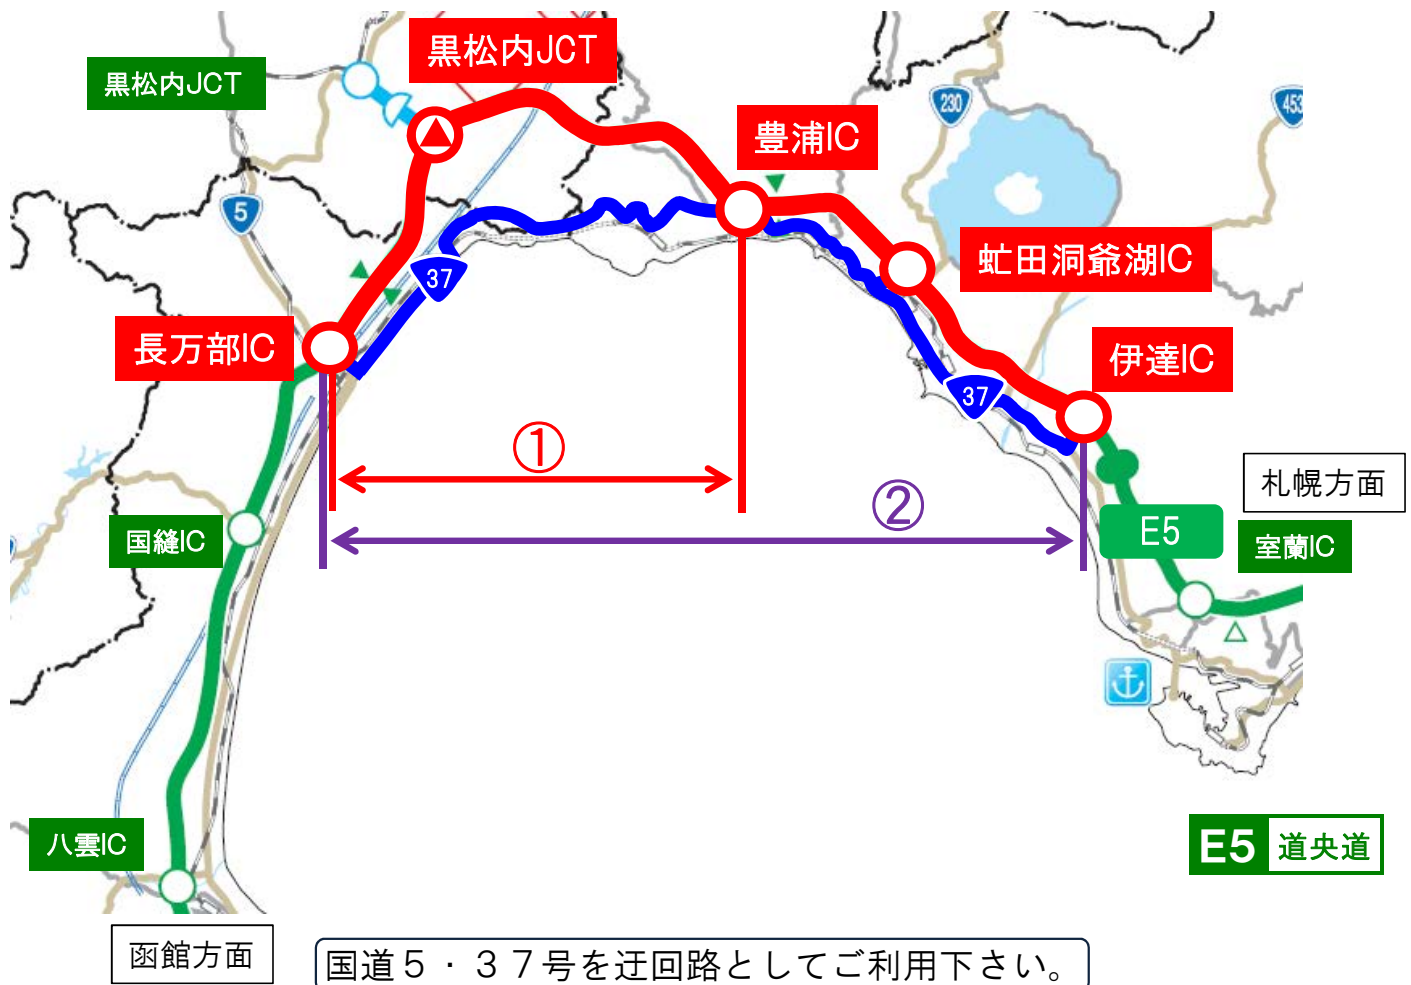 黒松内JCT
黒松内JCT
230
453
豊浦IC
5
虻田洞爺湖IC
37
長万部IC
伊達IC
37
①
札幌方面
②
E5
国縫IC
室蘭IC
八雲IC
E5 道央道
函館方面
国道５・３７号を迂回路としてご利用下さい。